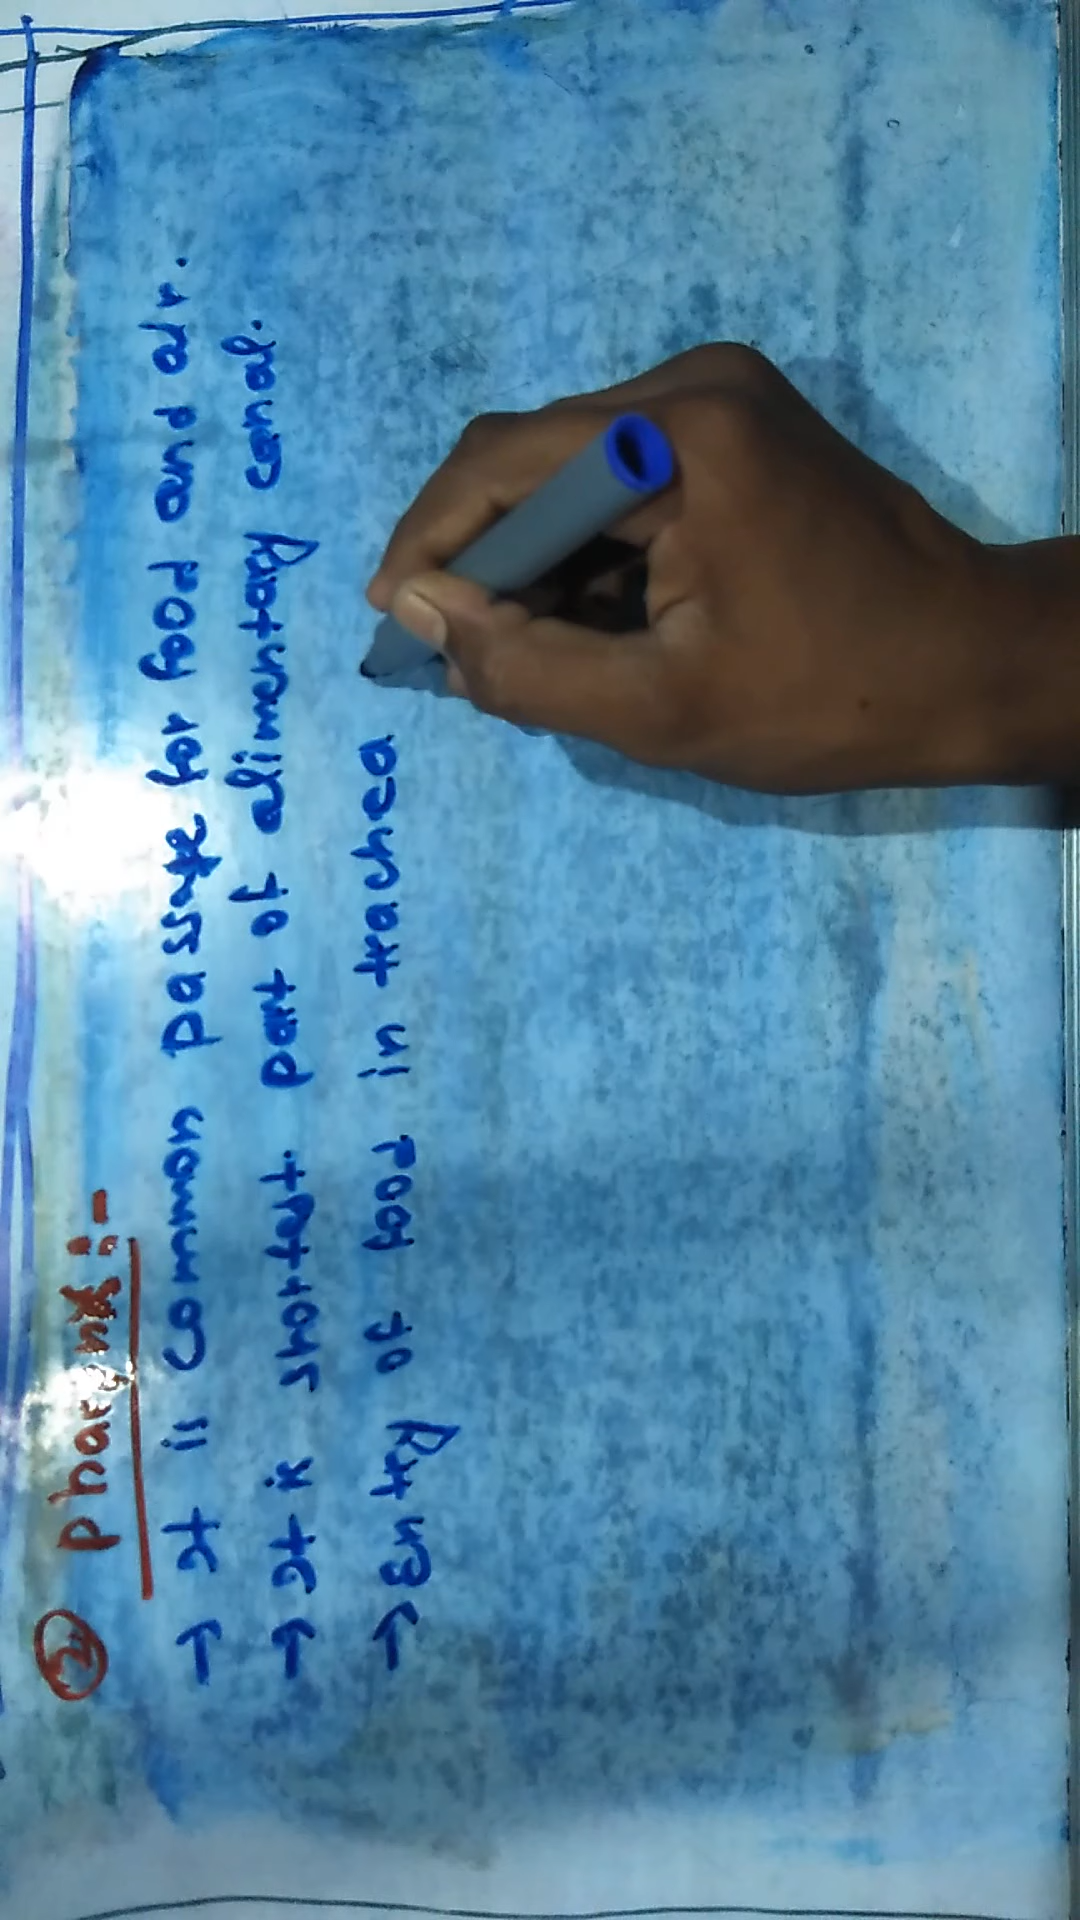 ② Pharynx :-
→ It is common passage for food and air.
→ It is shortest part of alimentary canal.
→ Entry of food in trachea